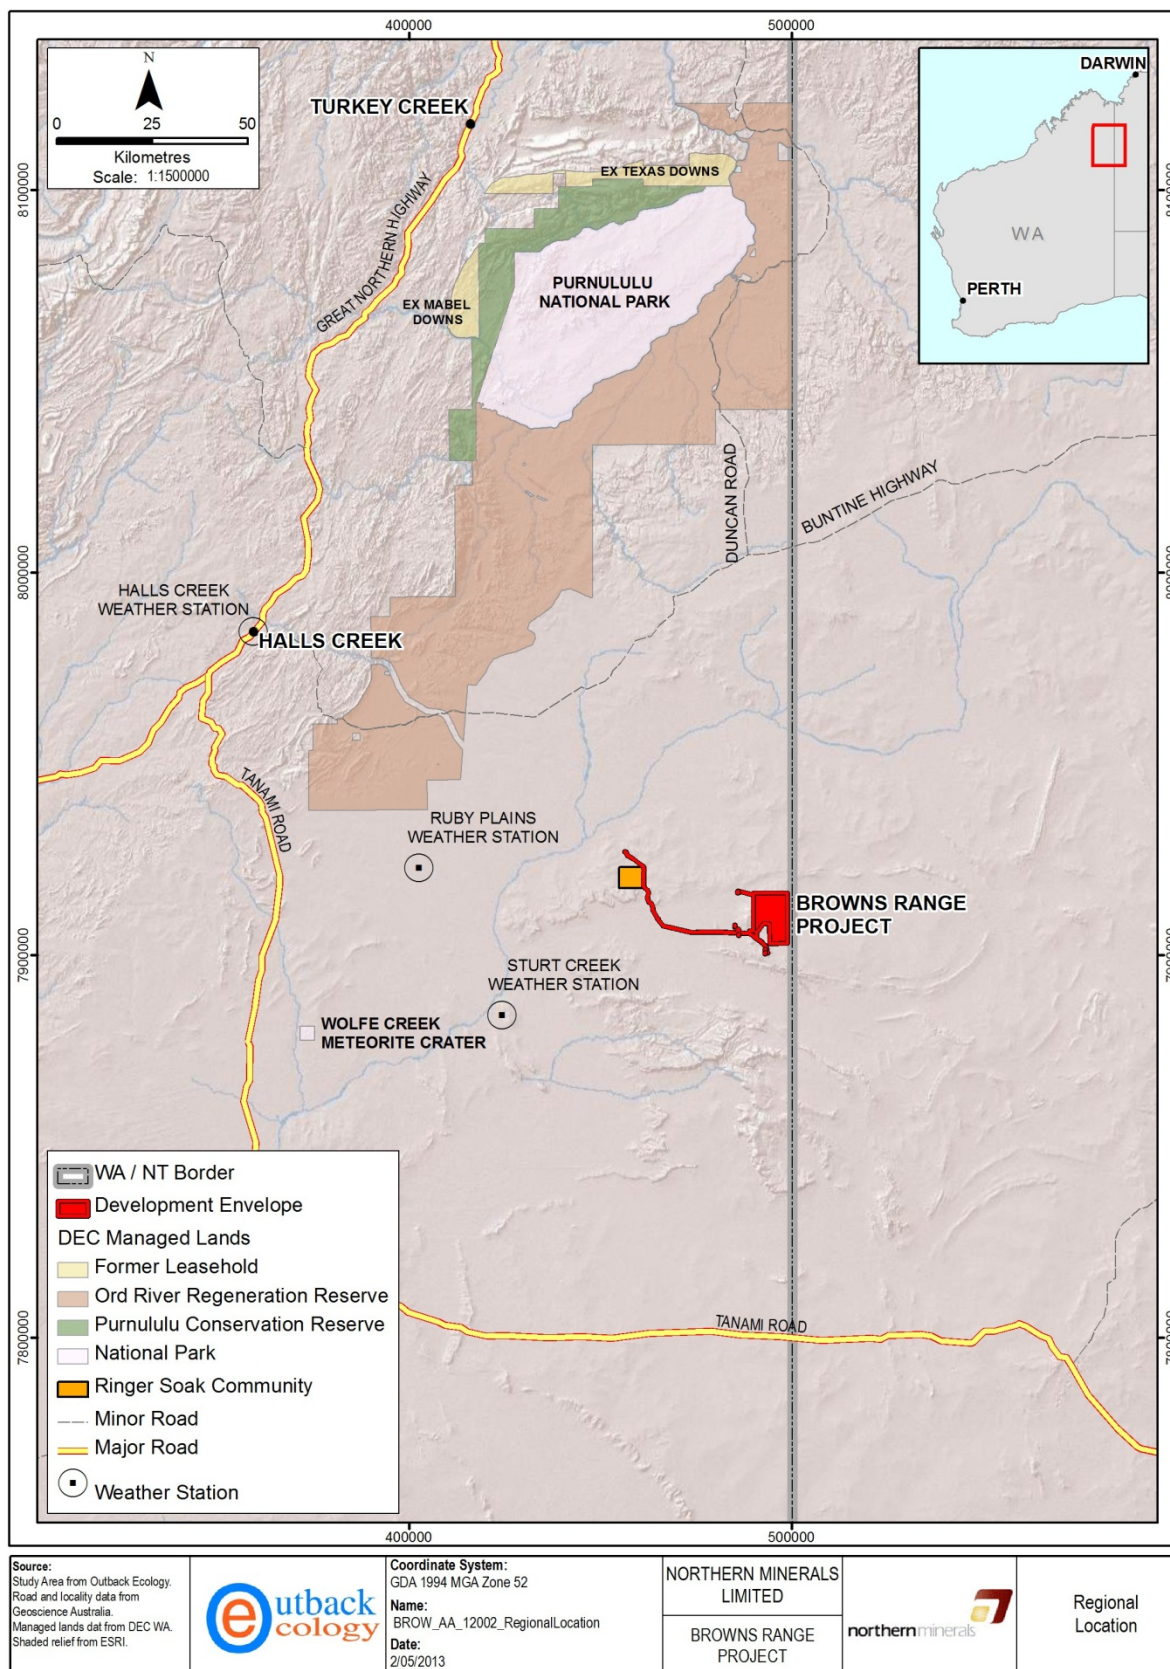 400000
500000
N
0
25
50
Kilometres
Scale: 1:1500000
TURKEY CREEK
DARWIN
WA
PERTH
8100000
8100000
EX TEXAS DOWNS
GREAT NORTHERN HIGHWAY
PURNULULU
NATIONAL PARK
EX MABEL
DOWNS
DUNCAN ROAD
BUNTINE HIGHWAY
8000000
8000000
HALLS CREEK
WEATHER STATION
HALLS CREEK
TANAMI ROAD
RUBY PLAINS
WEATHER STATION
BROWNS RANGE
PROJECT
7900000
7900000
STURT CREEK
WEATHER STATION
WOLFE CREEK
METEORITE CRATER
WA / NT Border
Development Envelope
DEC Managed Lands
Former Leasehold
Ord River Regeneration Reserve
Purnululu Conservation Reserve
National Park
Ringer Soak Community
Minor Road
Major Road
Weather Station
7800000
7800000
TANAMI ROAD
400000
500000
Source:
Study Area from Outback Ecology.
Road and locality data from
Geoscience Australia.
Managed lands dat from DEC WA.
Shaded relief from ESRI.
Outback
ecology
Coordinate System:
GDA 1994 MGA Zone 52
Name:
BROW_AA_12002_RegionalLocation
Date:
2/05/2013
NORTHERN MINERALS
LIMITED
BROWNS RANGE
PROJECT
northernminerals
Regional
Location